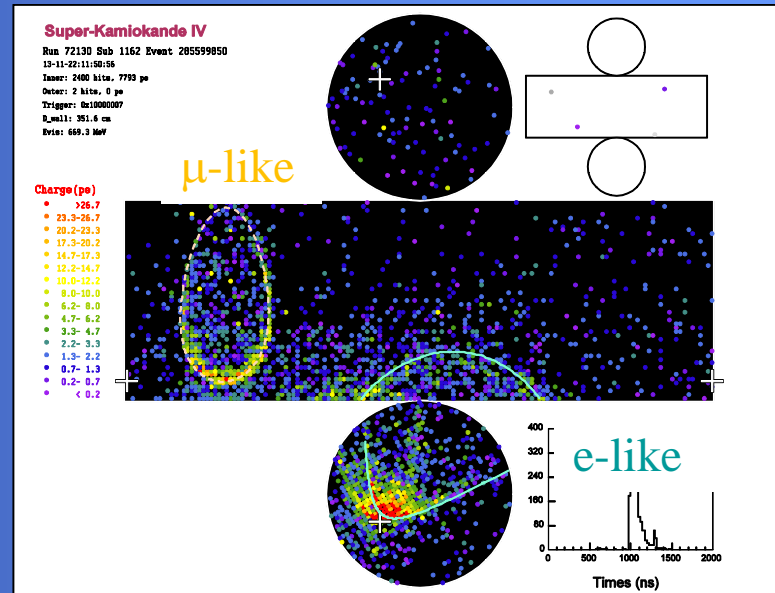 Super-Kamiokande IV
Run 72130 Sub 1162 Event 285599850
13-11-22:11:50:56
Inner: 2400 hits, 7793 pe
Outer: 2 hits, 0 pe
Trigger: 0x10000007
D_wall: 351.6 cm
Evis: 669.3 MeV
μ-like
Charge(pe)
>26.7
23.3-26.7
20.2-23.3
17.3-20.2
14.7-17.3
12.2-14.7
10.0-12.2
8.0-10.0
6.2- 8.0
4.7- 6.2
3.3- 4.7
2.2- 3.3
1.3- 2.2
0.7- 1.3
0.2- 0.7
< 0.2
e-like
400
320
240
160
80
0
0 500 1000 1500 2000
Times (ns)